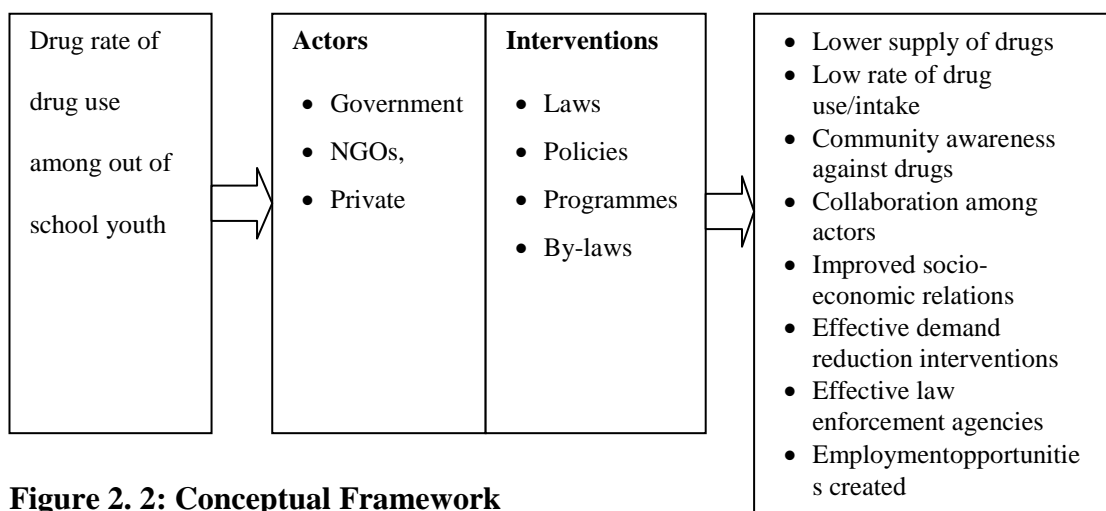 Drug rate of
drug use
among out of
school youth
Actors
• Government
• NGOs,
• Private
Interventions
• Laws
• Policies
• Programmes
• By-laws
• Lower supply of drugs
• Low rate of drug
use/intake
• Community awareness
against drugs
• Collaboration among
actors
• Improved socio-
economic relations
• Effective demand
reduction interventions
• Effective law
enforcement agencies
• Employmentopportunitie
s created
Figure 2. 2: Conceptual Framework